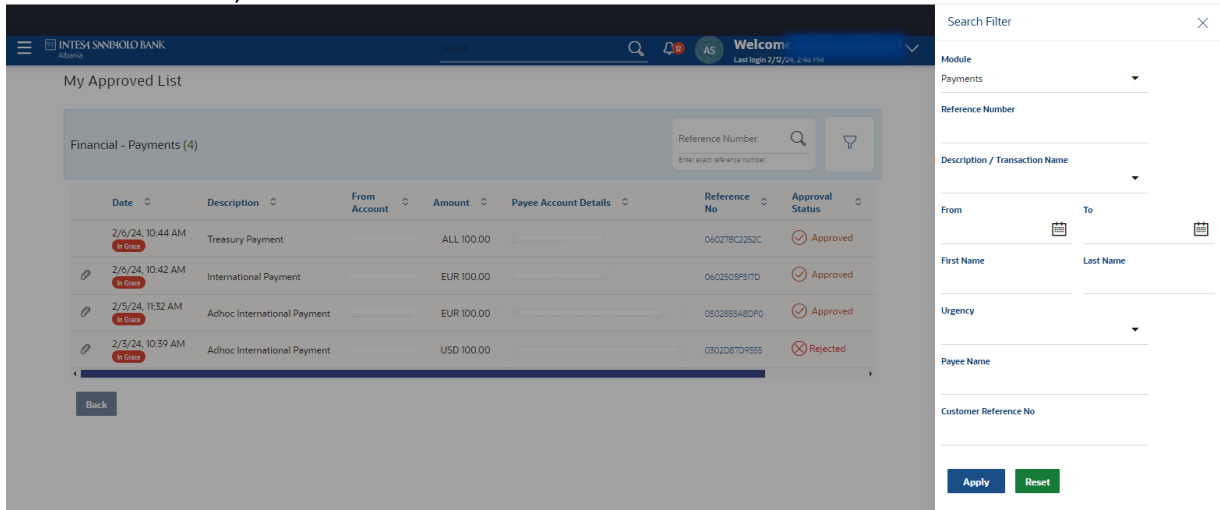 INTESA SANPAOLO BANK
Albania
Search ...
12
AS
Welcome
Last login 2/12/24, 2:46 PM
My Approved List
Financial - Payments (4)
Reference Number
Enter exact reference number
Date Description From Account Amount Payee Account Details Reference No Approval Status
2/6/24, 10:44 AM Treasury Payment ALL 100.00 06027BC2252C Approved
In Grace
2/6/24, 10:42 AM International Payment EUR 100.00 0602505F517D Approved
In Grace
2/5/24, 11:32 AM Adhoc International Payment EUR 100.00 0502855A8DF0 Approved
In Grace
2/3/24, 10:39 AM Adhoc International Payment USD 100.00 0302D87D9355 Rejected
In Grace
Back
Search Filter
Module
Payments
Reference Number
Description / Transaction Name
From To
First Name Last Name
Urgency
Payee Name
Customer Reference No
Apply Reset